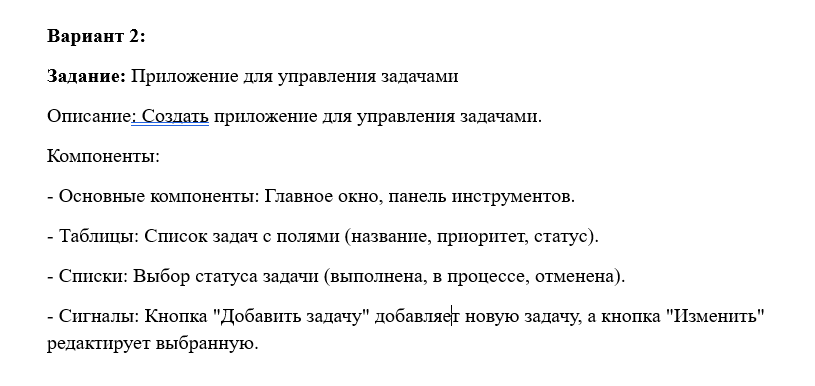 Вариант 2:
Задание: Приложение для управления задачами
Описание: Создать приложение для управления задачами.
Компоненты:
- Основные компоненты: Главное окно, панель инструментов.
- Таблицы: Список задач с полями (название, приоритет, статус).
- Списки: Выбор статуса задачи (выполнена, в процессе, отменена).
- Сигналы: Кнопка "Добавить задачу" добавляет новую задачу, а кнопка "Изменить"
редактирует выбранную.